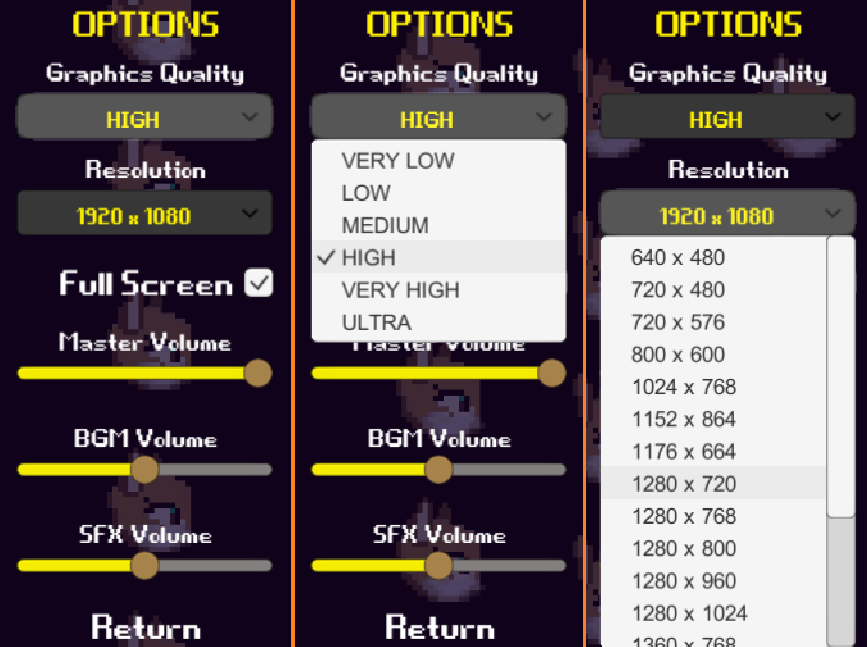 OPTIONS
Graphics Quality
HIGH
Resolution
1920 x 1080
Full Screen
Master Volume
BGM Volume
SFX Volume
Return
OPTIONS
Graphics Quality
HIGH
VERY LOW
LOW
MEDIUM
HIGH
VERY HIGH
ULTRA
Master Volume
BGM Volume
SFX Volume
Return
OPTIONS
Graphics Quality
HIGH
Resolution
1920 x 1080
640 x 480
720 x 480
720 x 576
800 x 600
1024 x 768
1152 x 864
1176 x 664
1280 x 720
1280 x 768
1280 x 800
1280 x 960
1280 x 1024
1360 x 768